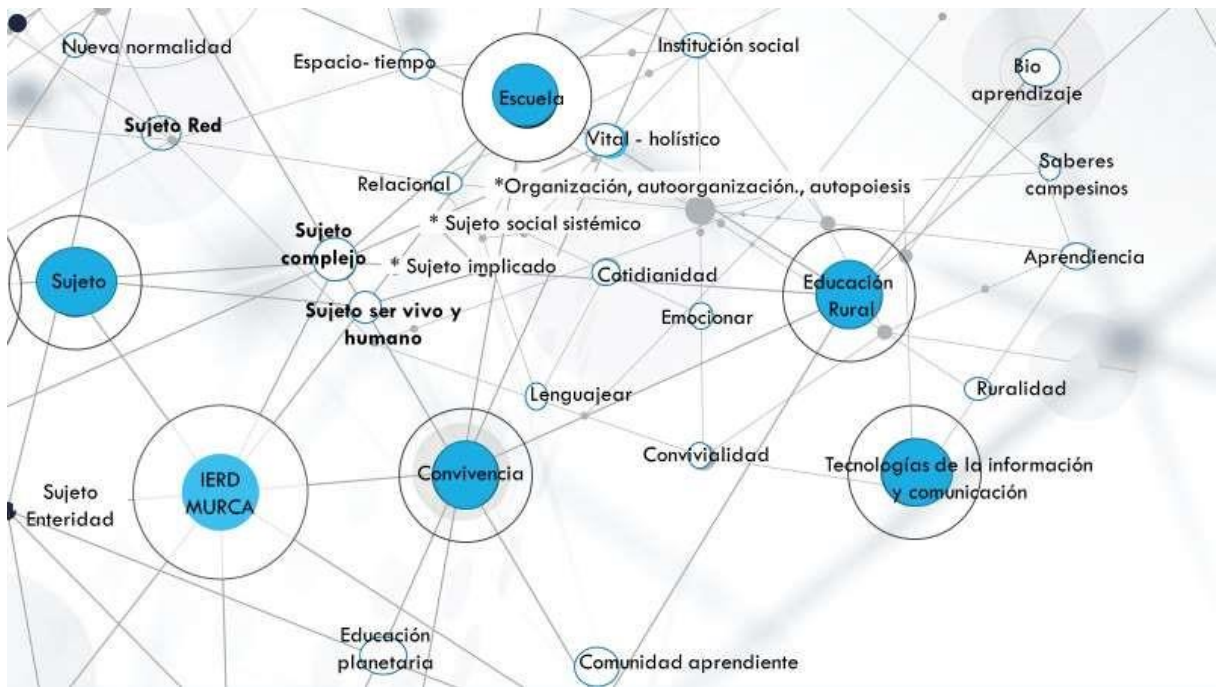 Nueva normalidad
Espacio- tiempo
Institución social
Bio
aprendizaje
Escuela
Sujeto Red
Vital - holístico
Saberes
campesinos
Relacional
*Organización, autoorganización., autopoiesis
* Sujeto social sistémico
Sujeto
complejo
* Sujeto implicado
Cotidianidad
Aprendiencia
Sujeto
Educación
Rural
Sujeto ser vivo y
humano
Emocionar
Lenguajear
Ruralidad
Convivialidad
Tecnologías de la información
y comunicación
Convivencia
IERD
MURCA
Sujeto
Enteridad
Educación
planetaria
Comunidad aprendiente